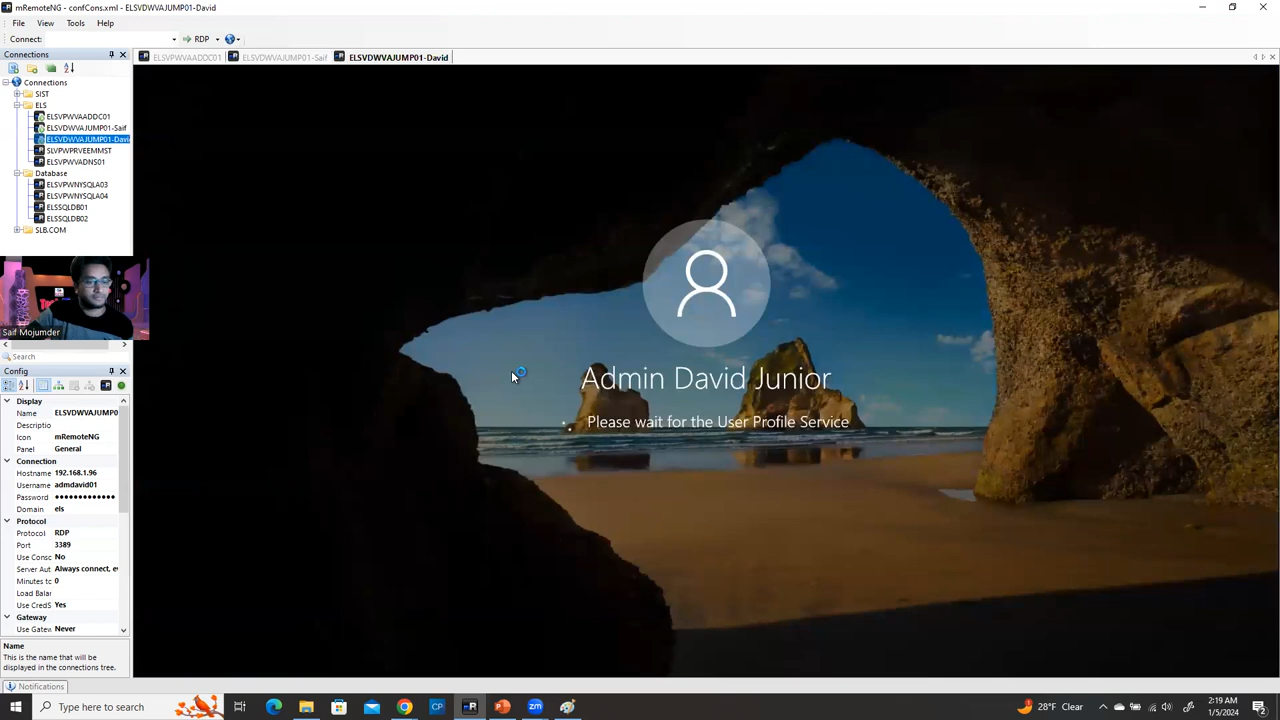 mRemoteNG - confCons.xml - ELSVDWVAJUMP01-David
File View Tools Help
Connect: RDP
Connections
ELSVPWVAADDC01 ELSVDWVAJUMP01-Saif ELSVDWVAJUMP01-David
Connections
SIST
ELS
ELSVPWVAADDC01
ELSVDWVAJUMP01-Saif
ELSVDWVAJUMP01-Davi
SLVPWPRVEEMMST
ELSVPWVADNS01
Database
ELSVPWNYSQLA03
ELSVPWNYSQLA04
ELSSQLDB01
ELSSQLDB02
SLB.COM
Saif Mojumder
Search
Config
Display
Name ELSVDWVAJUMP0
Descriptio
Icon mRemoteNG
Panel General
Connection
Hostname 192.168.1.96
Username admdavid01
Password ●●●●●●●●●●●●●
Domain els
Protocol
Protocol RDP
Port 3389
Use Consc No
Server Aut Always connect, e
Minutes to 0
Load Balar
Use CredS Yes
Gateway
Use Gatew Never
Name
This is the name that will be
displayed in the connections tree.
Notifications
Admin David Junior
Please wait for the User Profile Service
Type here to search
CP
zm
28°F Clear
2:19 AM
1/5/2024
2